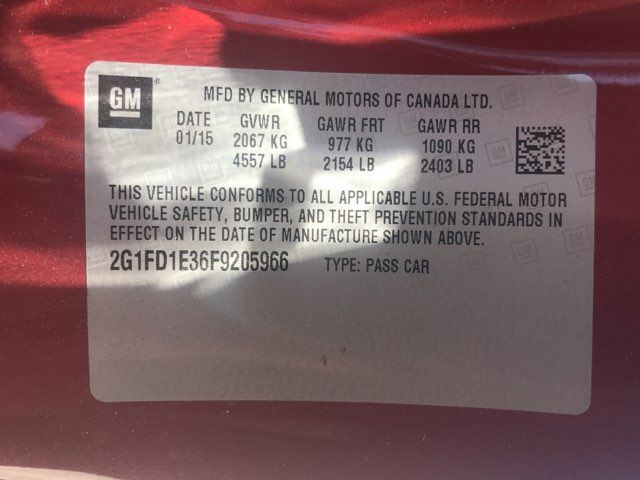 GM ®
MFD BY GENERAL MOTORS OF CANADA LTD.
DATE GVWR GAWR FRT GAWR RR
01/15 2067 KG 977 KG 1090 KG
4557 LB 2154 LB 2403 LB
THIS VEHICLE CONFORMS TO ALL APPLICABLE U.S. FEDERAL MOTOR
VEHICLE SAFETY, BUMPER, AND THEFT PREVENTION STANDARDS IN
EFFECT ON THE DATE OF MANUFACTURE SHOWN ABOVE.
2G1FD1E36F9205966 TYPE: PASS CAR